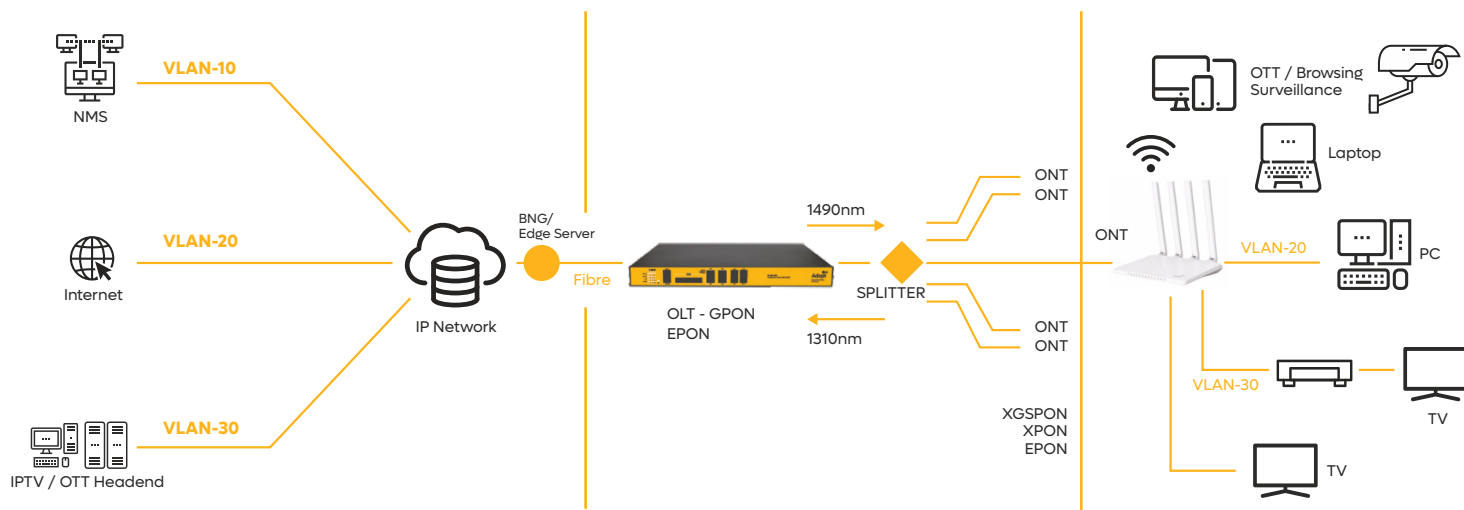 VLAN-10
NMS
VLAN-20
Internet
VLAN-30
IPTV / OTT Headend
IP Network
BNG/
Edge Server
Fibre
OLT - GPON
EPON
1490nm
1310nm
SPLITTER
ONT
ONT
ONT
ONT
XGSPON
XPON
EPON
OTT / Browsing
Surveillance
Laptop
ONT
VLAN-20
PC
VLAN-30
TV
TV